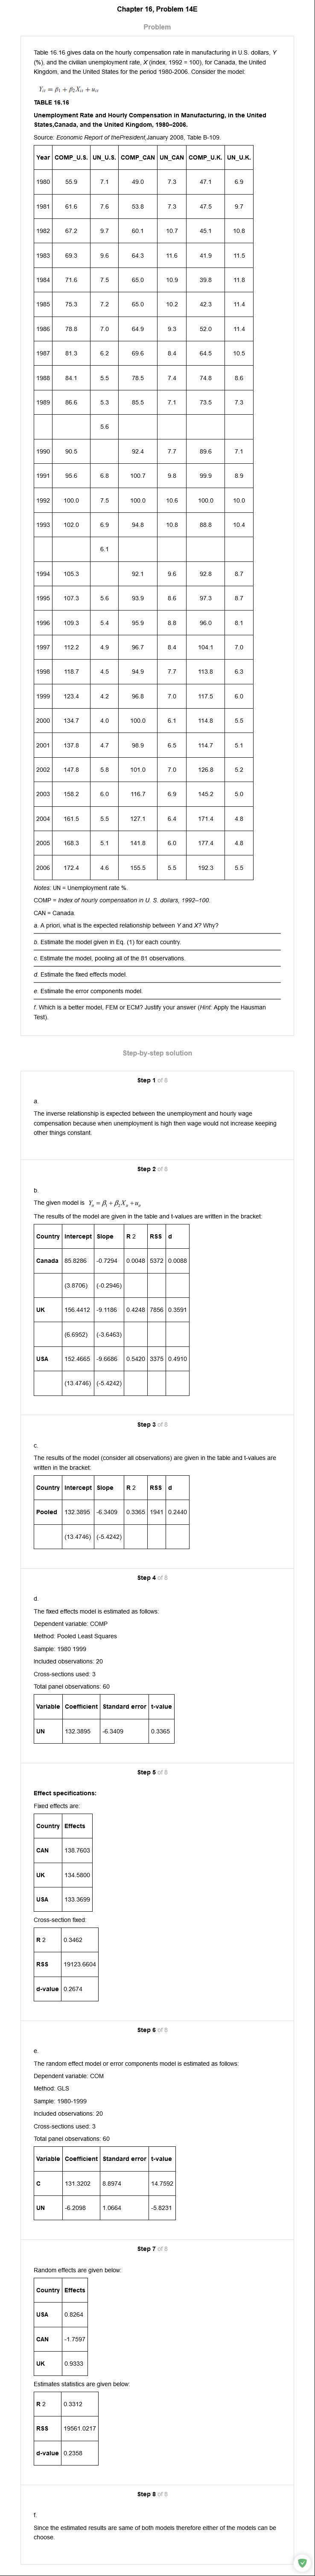 Chapter 16, Problem 14E
Problem
Table 16.16 gives data on the hourly compensation rate in manufacturing in U.S. dollars, Y
(%), and the civilian unemployment rate, X (index, 1992 = 100), for Canada, the United
Kingdom, and the United States for the period 1980-2006. Consider the model:
Yit = β1 + β2Xit + uit
TABLE 16.16
Unemployment Rate and Hourly Compensation in Manufacturing, in the United
States,Canada, and the United Kingdom, 1980–2006.
Source: Economic Report of thePresident,January 2008, Table B-109.
Year COMP_U.S. UN_U.S. COMP_CAN UN_CAN COMP_U.K. UN_U.K.
1980 55.9 7.1 49.0 7.3 47.1 6.9
1981 61.6 7.6 53.8 7.3 47.5 9.7
1982 67.2 9.7 60.1 10.7 45.1 10.8
1983 69.3 9.6 64.3 11.6 41.9 11.5
1984 71.6 7.5 65.0 10.9 39.8 11.8
1985 75.3 7.2 65.0 10.2 42.3 11.4
1986 78.8 7.0 64.9 9.3 52.0 11.4
1987 81.3 6.2 69.6 8.4 64.5 10.5
1988 84.1 5.5 78.5 7.4 74.8 8.6
1989 86.6 5.3 85.5 7.1 73.5 7.3
5.6
1990 90.5 92.4 7.7 89.6 7.1
1991 95.6 6.8 100.7 9.8 99.9 8.9
1992 100.0 7.5 100.0 10.6 100.0 10.0
1993 102.0 6.9 94.8 10.8 88.8 10.4
6.1
1994 105.3 92.1 9.6 92.8 8.7
1995 107.3 5.6 93.9 8.6 97.3 8.7
1996 109.3 5.4 95.9 8.8 96.0 8.1
1997 112.2 4.9 96.7 8.4 104.1 7.0
1998 118.7 4.5 94.9 7.7 113.8 6.3
1999 123.4 4.2 96.8 7.0 117.5 6.0
2000 134.7 4.0 100.0 6.1 114.8 5.5
2001 137.8 4.7 98.9 6.5 114.7 5.1
2002 147.8 5.8 101.0 7.0 126.8 5.2
2003 158.2 6.0 116.7 6.9 145.2 5.0
2004 161.5 5.5 127.1 6.4 171.4 4.8
2005 168.3 5.1 141.8 6.0 177.4 4.8
2006 172.4 4.6 155.5 5.5 192.3 5.5
Notes: UN = Unemployment rate %.
COMP = Index of hourly compensation in U. S. dollars, 1992–100.
CAN = Canada.
a. A priori, what is the expected relationship between Y and X? Why?
b. Estimate the model given in Eq. (1) for each country.
c. Estimate the model, pooling all of the 81 observations.
d. Estimate the fixed effects model.
e. Estimate the error components model.
f. Which is a better model, FEM or ECM? Justify your answer (Hint: Apply the Hausman
Test).
Step-by-step solution
Step 1 of 8
a.
The inverse relationship is expected between the unemployment and hourly wage
compensation because when unemployment is high then wage would not increase keeping
other things constant.
Step 2 of 8
b.
The given model is Yit = β1 + β2Xit + uit
The results of the model are given in the table and t-values are written in the bracket:
Country Intercept Slope R 2 RSS d
Canada 85.8286 -0.7294 0.0048 5372 0.0088
(3.8706) (-0.2946)
UK 156.4412 -9.1186 0.4248 7856 0.3591
(6.6952) (-3.6463)
USA 152.4665 -9.6686 0.5420 3375 0.4910
(13.4746) (-5.4242)
Step 3 of 8
c.
The results of the model (consider all observations) are given in the table and t-values are
written in the bracket:
Country Intercept Slope R 2 RSS d
Pooled 132.3895 -6.3409 0.3365 1941 0.2440
(13.4746) (-5.4242)
Step 4 of 8
d.
The fixed effects model is estimated as follows:
Dependent variable: COMP
Method: Pooled Least Squares
Sample: 1980 1999
Included observations: 20
Cross-sections used: 3
Total panel observations: 60
Variable Coefficient Standard error t-value
UN 132.3895 -6.3409 0.3365
Step 5 of 8
Effect specifications:
Fixed effects are:
Country Effects
CAN 138.7603
UK 134.5800
USA 133.3699
Cross-section fixed:
R 2 0.3462
RSS 19123.6604
d-value 0.2674
Step 6 of 8
e.
The random effect model or error components model is estimated as follows:
Dependent variable: COM
Method: GLS
Sample: 1980-1999
Included observations: 20
Cross-sections used: 3
Total panel observations: 60
Variable Coefficient Standard error t-value
C 131.3202 8.8974 14.7592
UN -6.2098 1.0664 -5.8231
Step 7 of 8
Random effects are given below:
Country Effects
USA 0.8264
CAN -1.7597
UK 0.9333
Estimates statistics are given below:
R 2 0.3312
RSS 19561.0217
d-value 0.2358
Step 8 of 8
f.
Since the estimated results are same of both models therefore either of the models can be
choose.